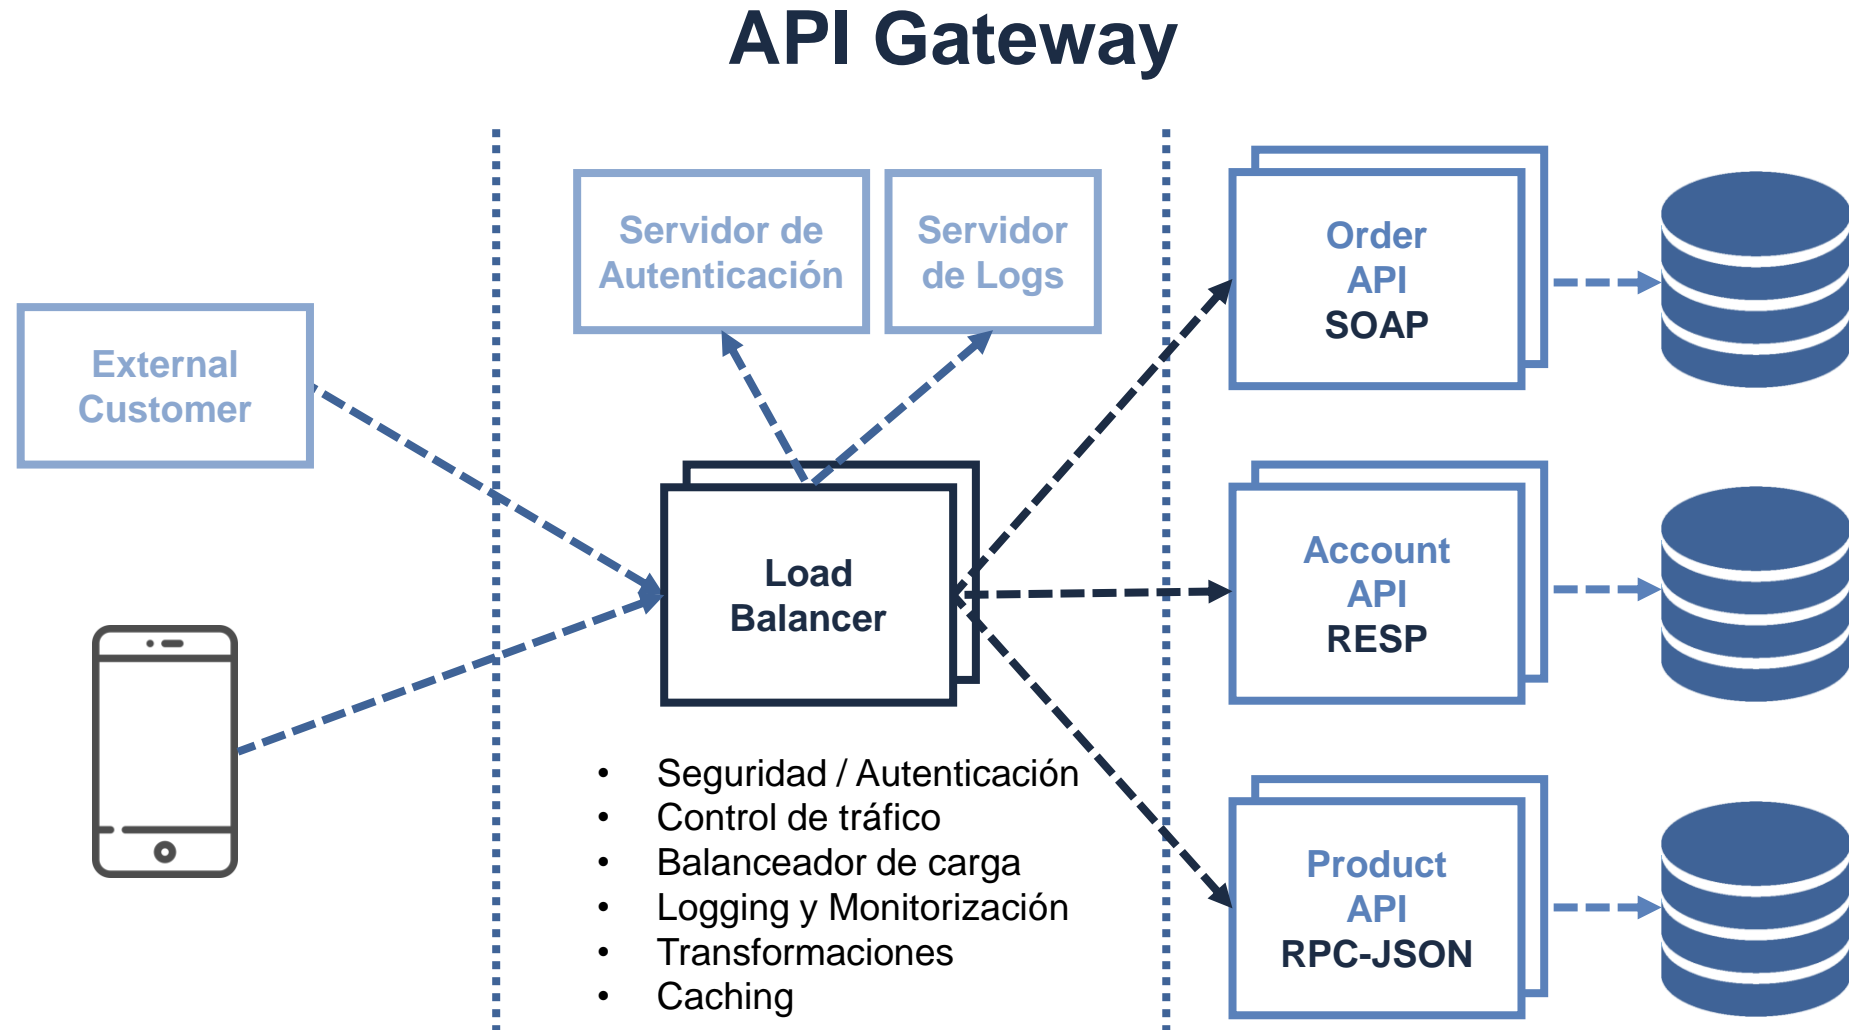 API Gateway
External
Customer
Servidor de
Autenticación
Servidor
de Logs
Load
Balancer
• Seguridad / Autenticación
• Control de tráfico
• Balanceador de carga
• Logging y Monitorización
• Transformaciones
• Caching
Order
API
SOAP
Account
API
RESP
Product
API
RPC-JSON